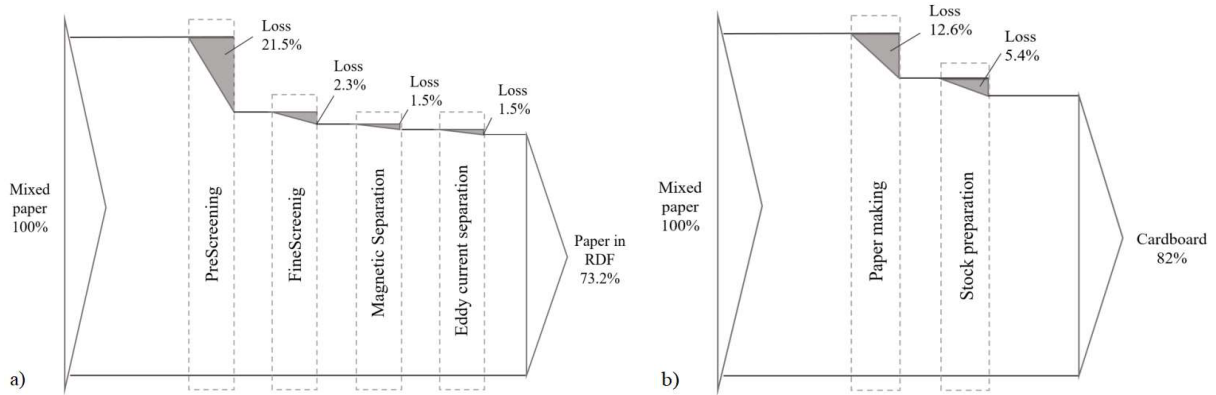 Mixed
paper
100%
Loss
21.5%
Loss
2.3%
Loss
1.5%
Loss
1.5%
PreScreening
FineScreenig
Magnetic Separation
Eddy current separation
Paper in
RDF
73.2%
a)
Mixed
paper
100%
Loss
12.6%
Loss
5.4%
Paper making
Stock preparation
Cardboard
82%
b)